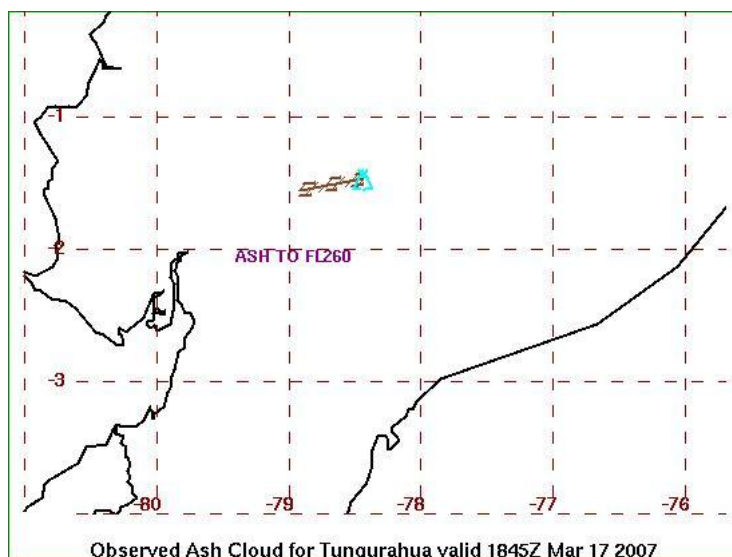 -1
-2
ASH TO FL260
-3
-80 -79 -78 -77 -76
Observed Ash Cloud for Tungurahua valid 1845Z Mar 17 2007